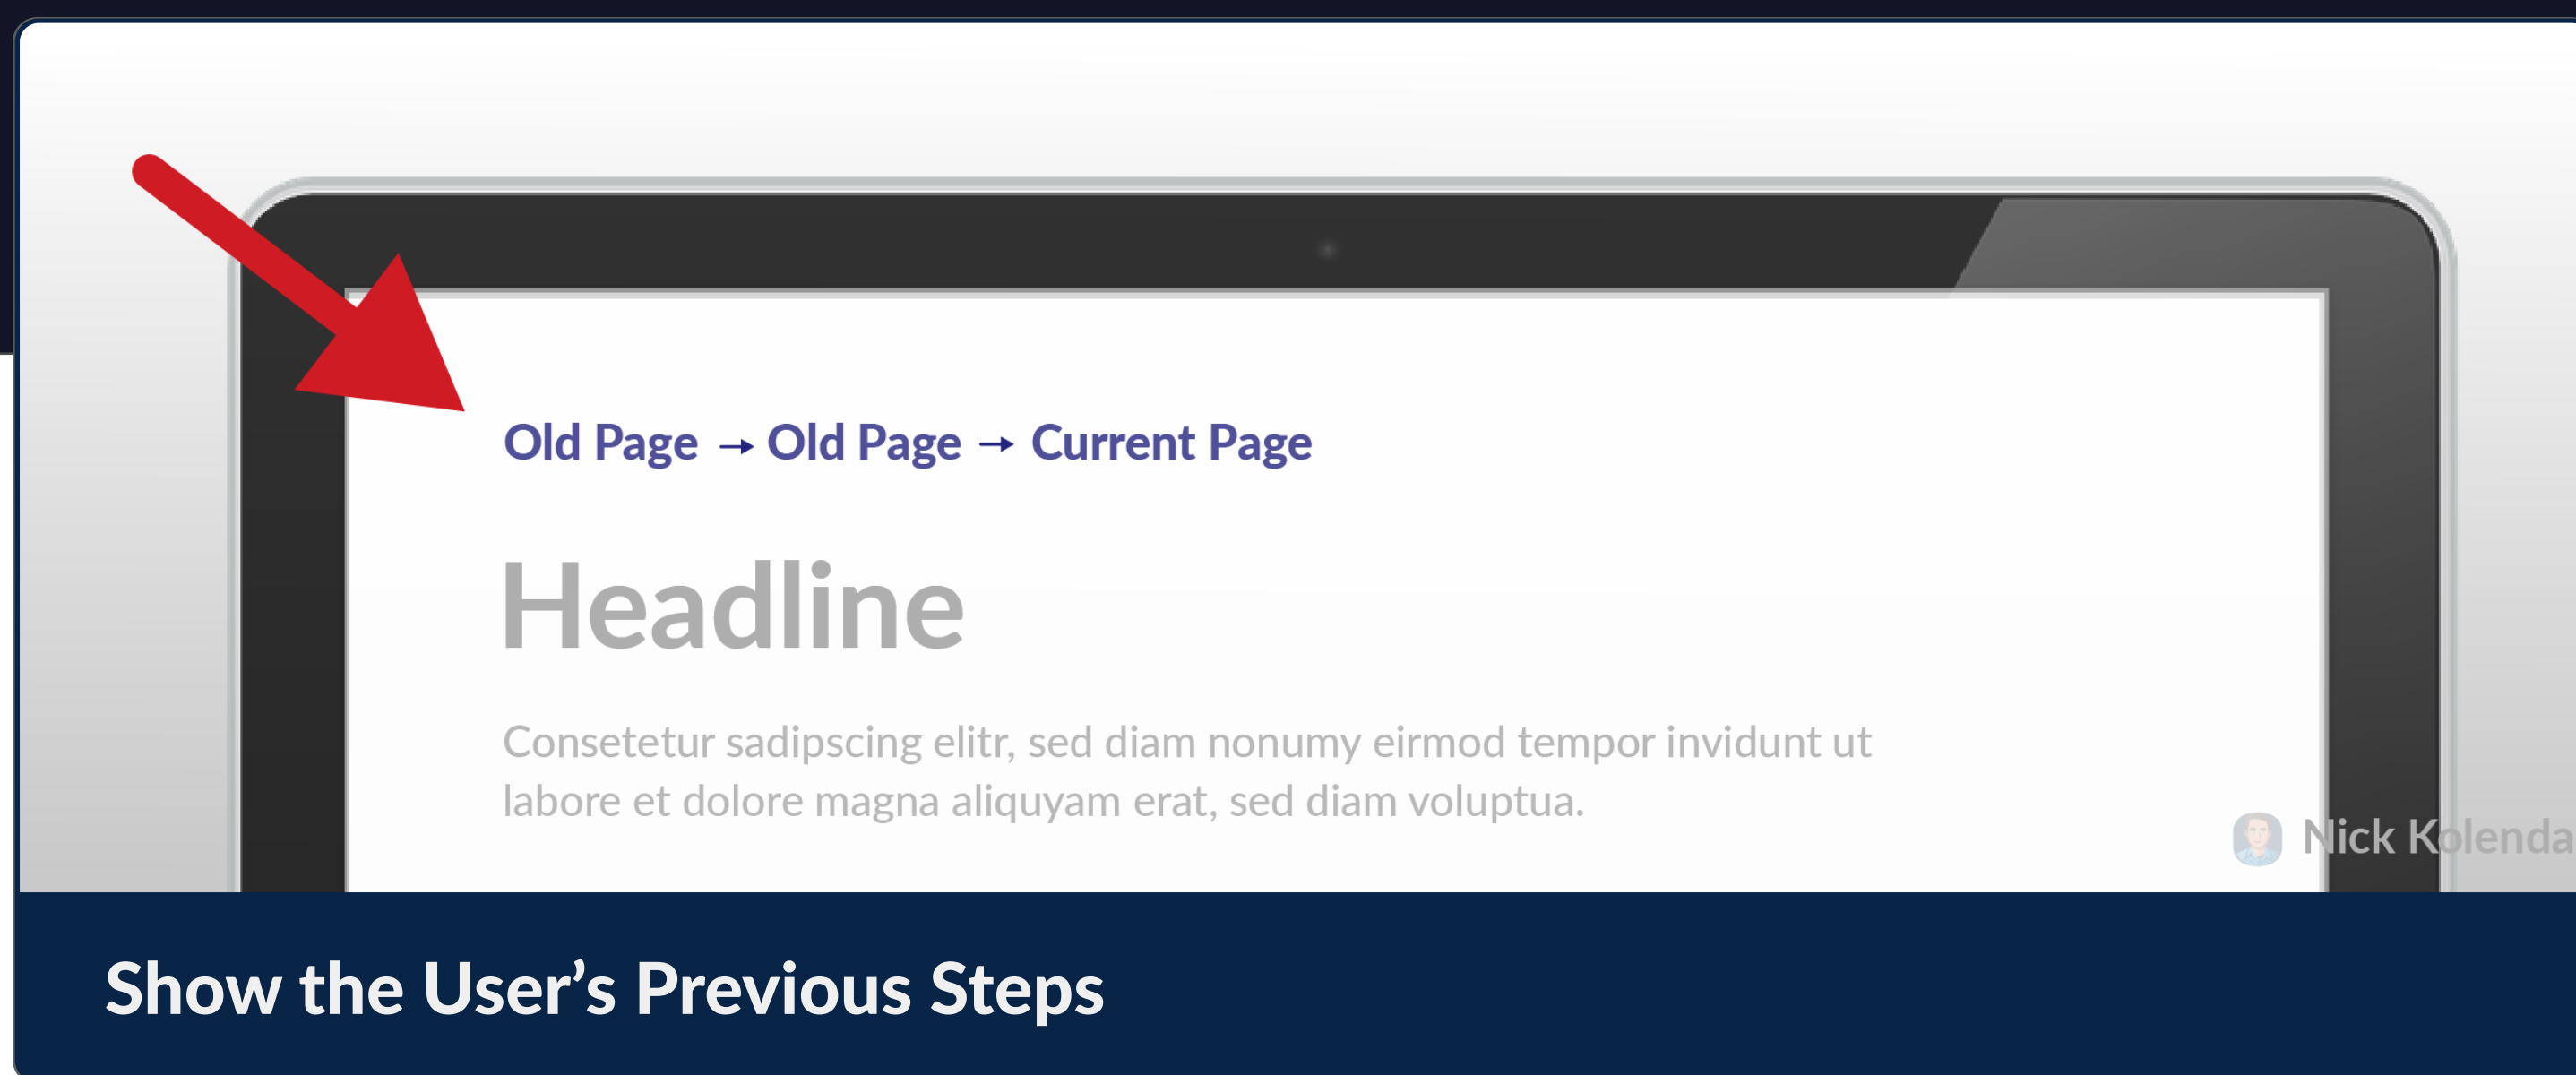 Old Page → Old Page → Current Page
Headline
Consetetur sadipscing elitr, sed diam nonumy eirmod tempor invidunt ut
labore et dolore magna aliquyam erat, sed diam voluptua.
Nick Kolenda
Show the User’s Previous Steps